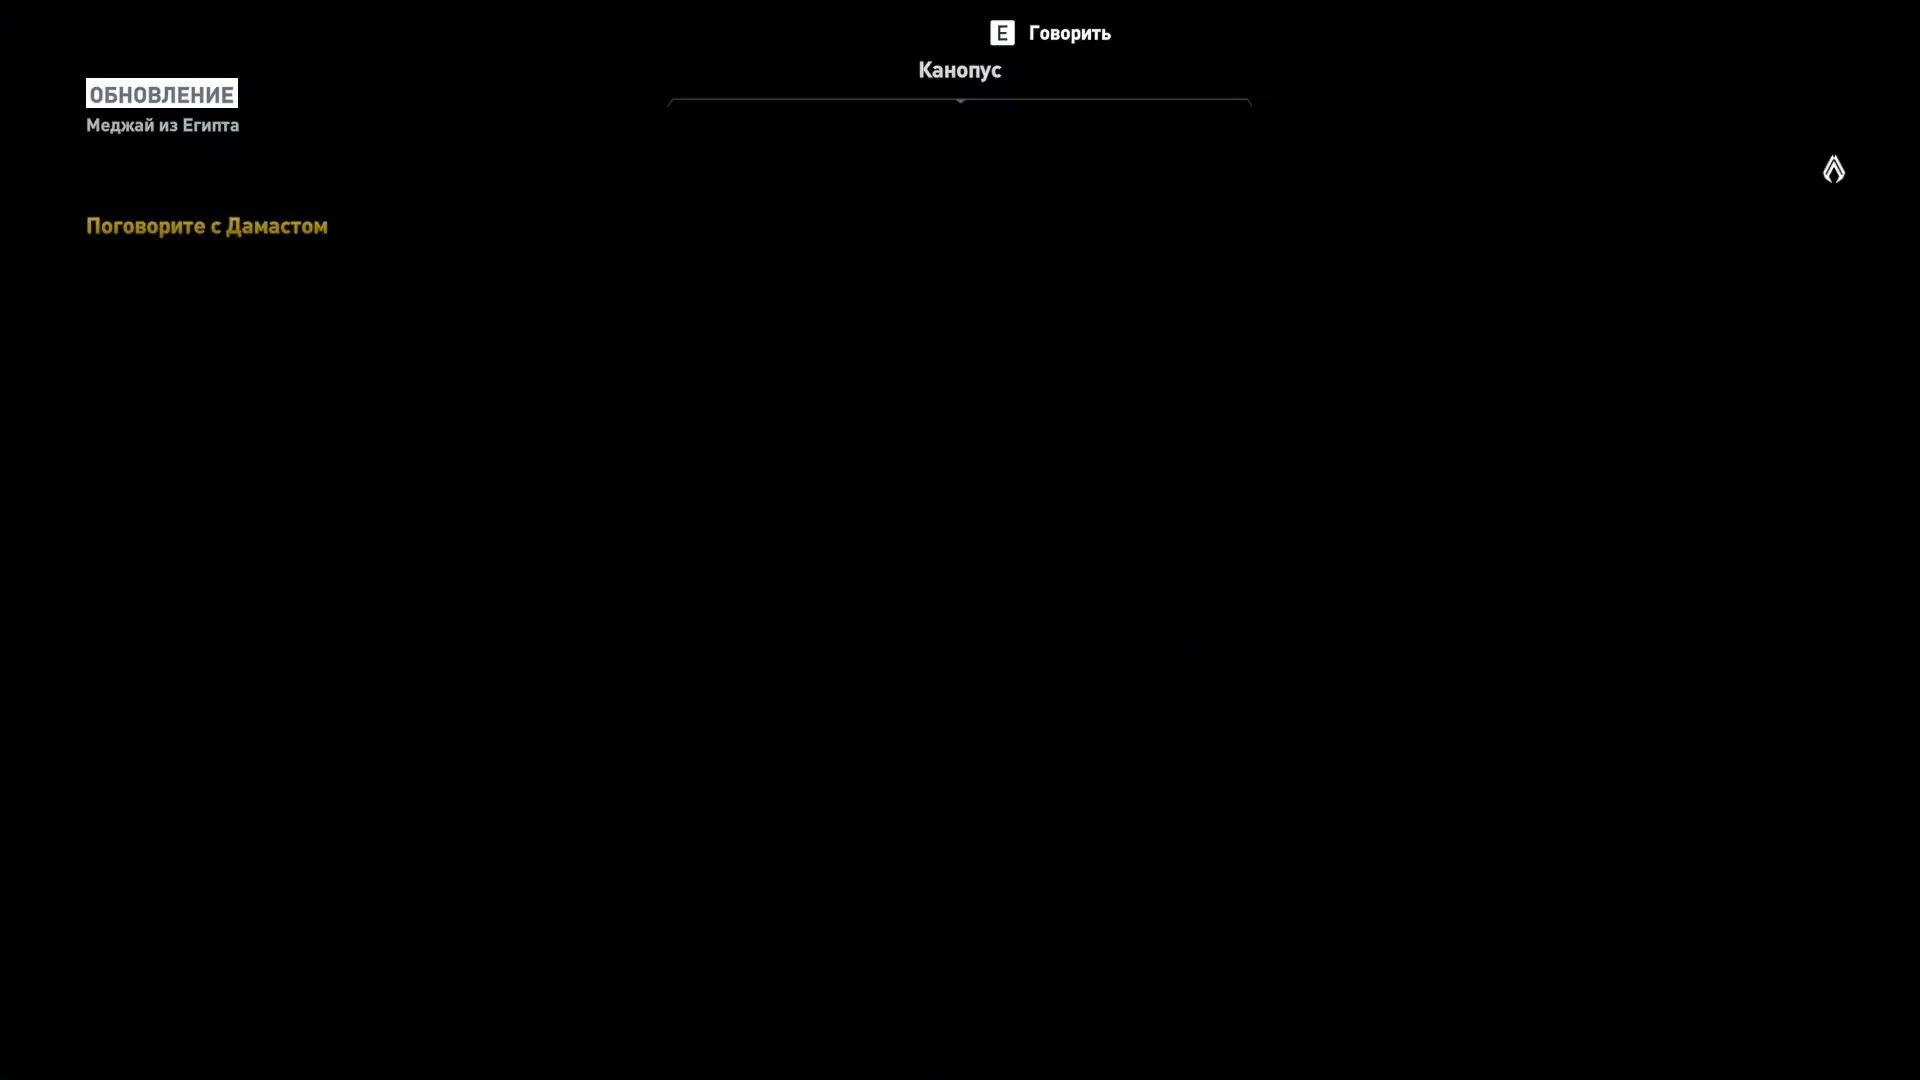 E Говорить
Канопус
ОБНОВЛЕНИЕ
Меджай из Египта
Поговорите с Дамастом